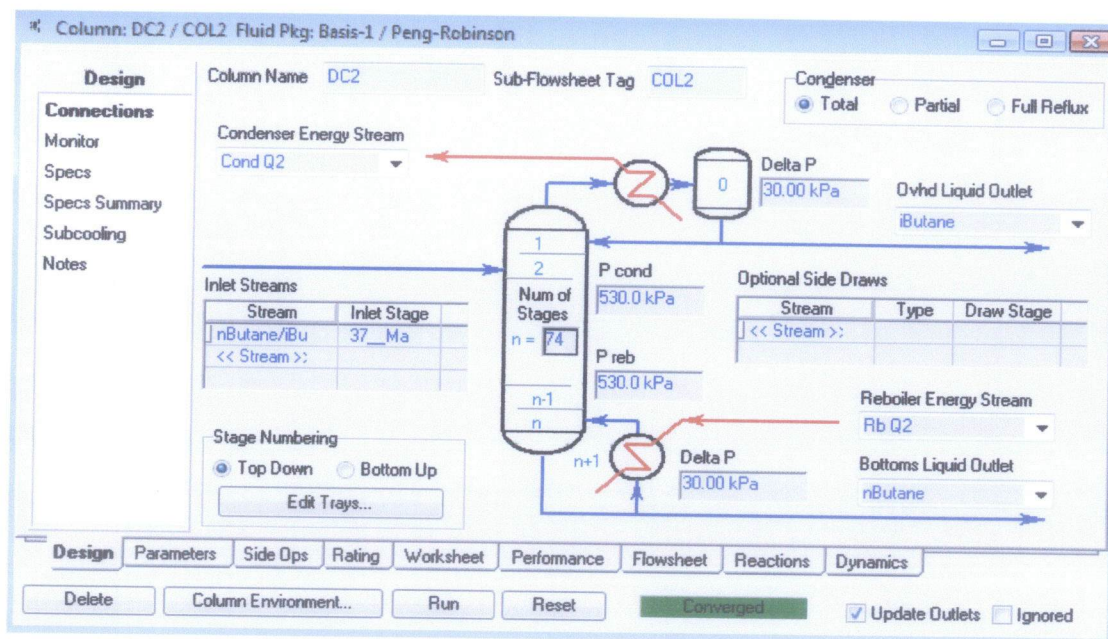 Column: DC2 / COL2 Fluid Pkg: Basis-1 / Peng-Robinson
Design
Connections
Monitor
Specs
Specs Summary
Subcooling
Notes
Column Name DC2 Sub-Flowsheet Tag COL2
Condenser
Total Partial Full Reflux
Condenser Energy Stream
Cond Q2
0
Delta P
30.00 kPa
Ovhd Liquid Outlet
iButane
1
2
Num of
Stages
n = 74
n-1
n
n+1
P cond
530.0 kPa
P reb
530.0 kPa
Inlet Streams
Stream Inlet Stage
nButane/iBu 37__Ma
<< Stream >:
Optional Side Draws
Stream Type Draw Stage
<< Stream >:
Stage Numbering
Top Down Bottom Up
Edit Trays...
Delta P
30.00 kPa
Reboiler Energy Stream
Rb Q2
Bottoms Liquid Outlet
nButane
Design Parameters Side Ops Rating Worksheet Performance Flowsheet Reactions Dynamics
Delete Column Environment... Run Reset Converged Update Outlets Ignored